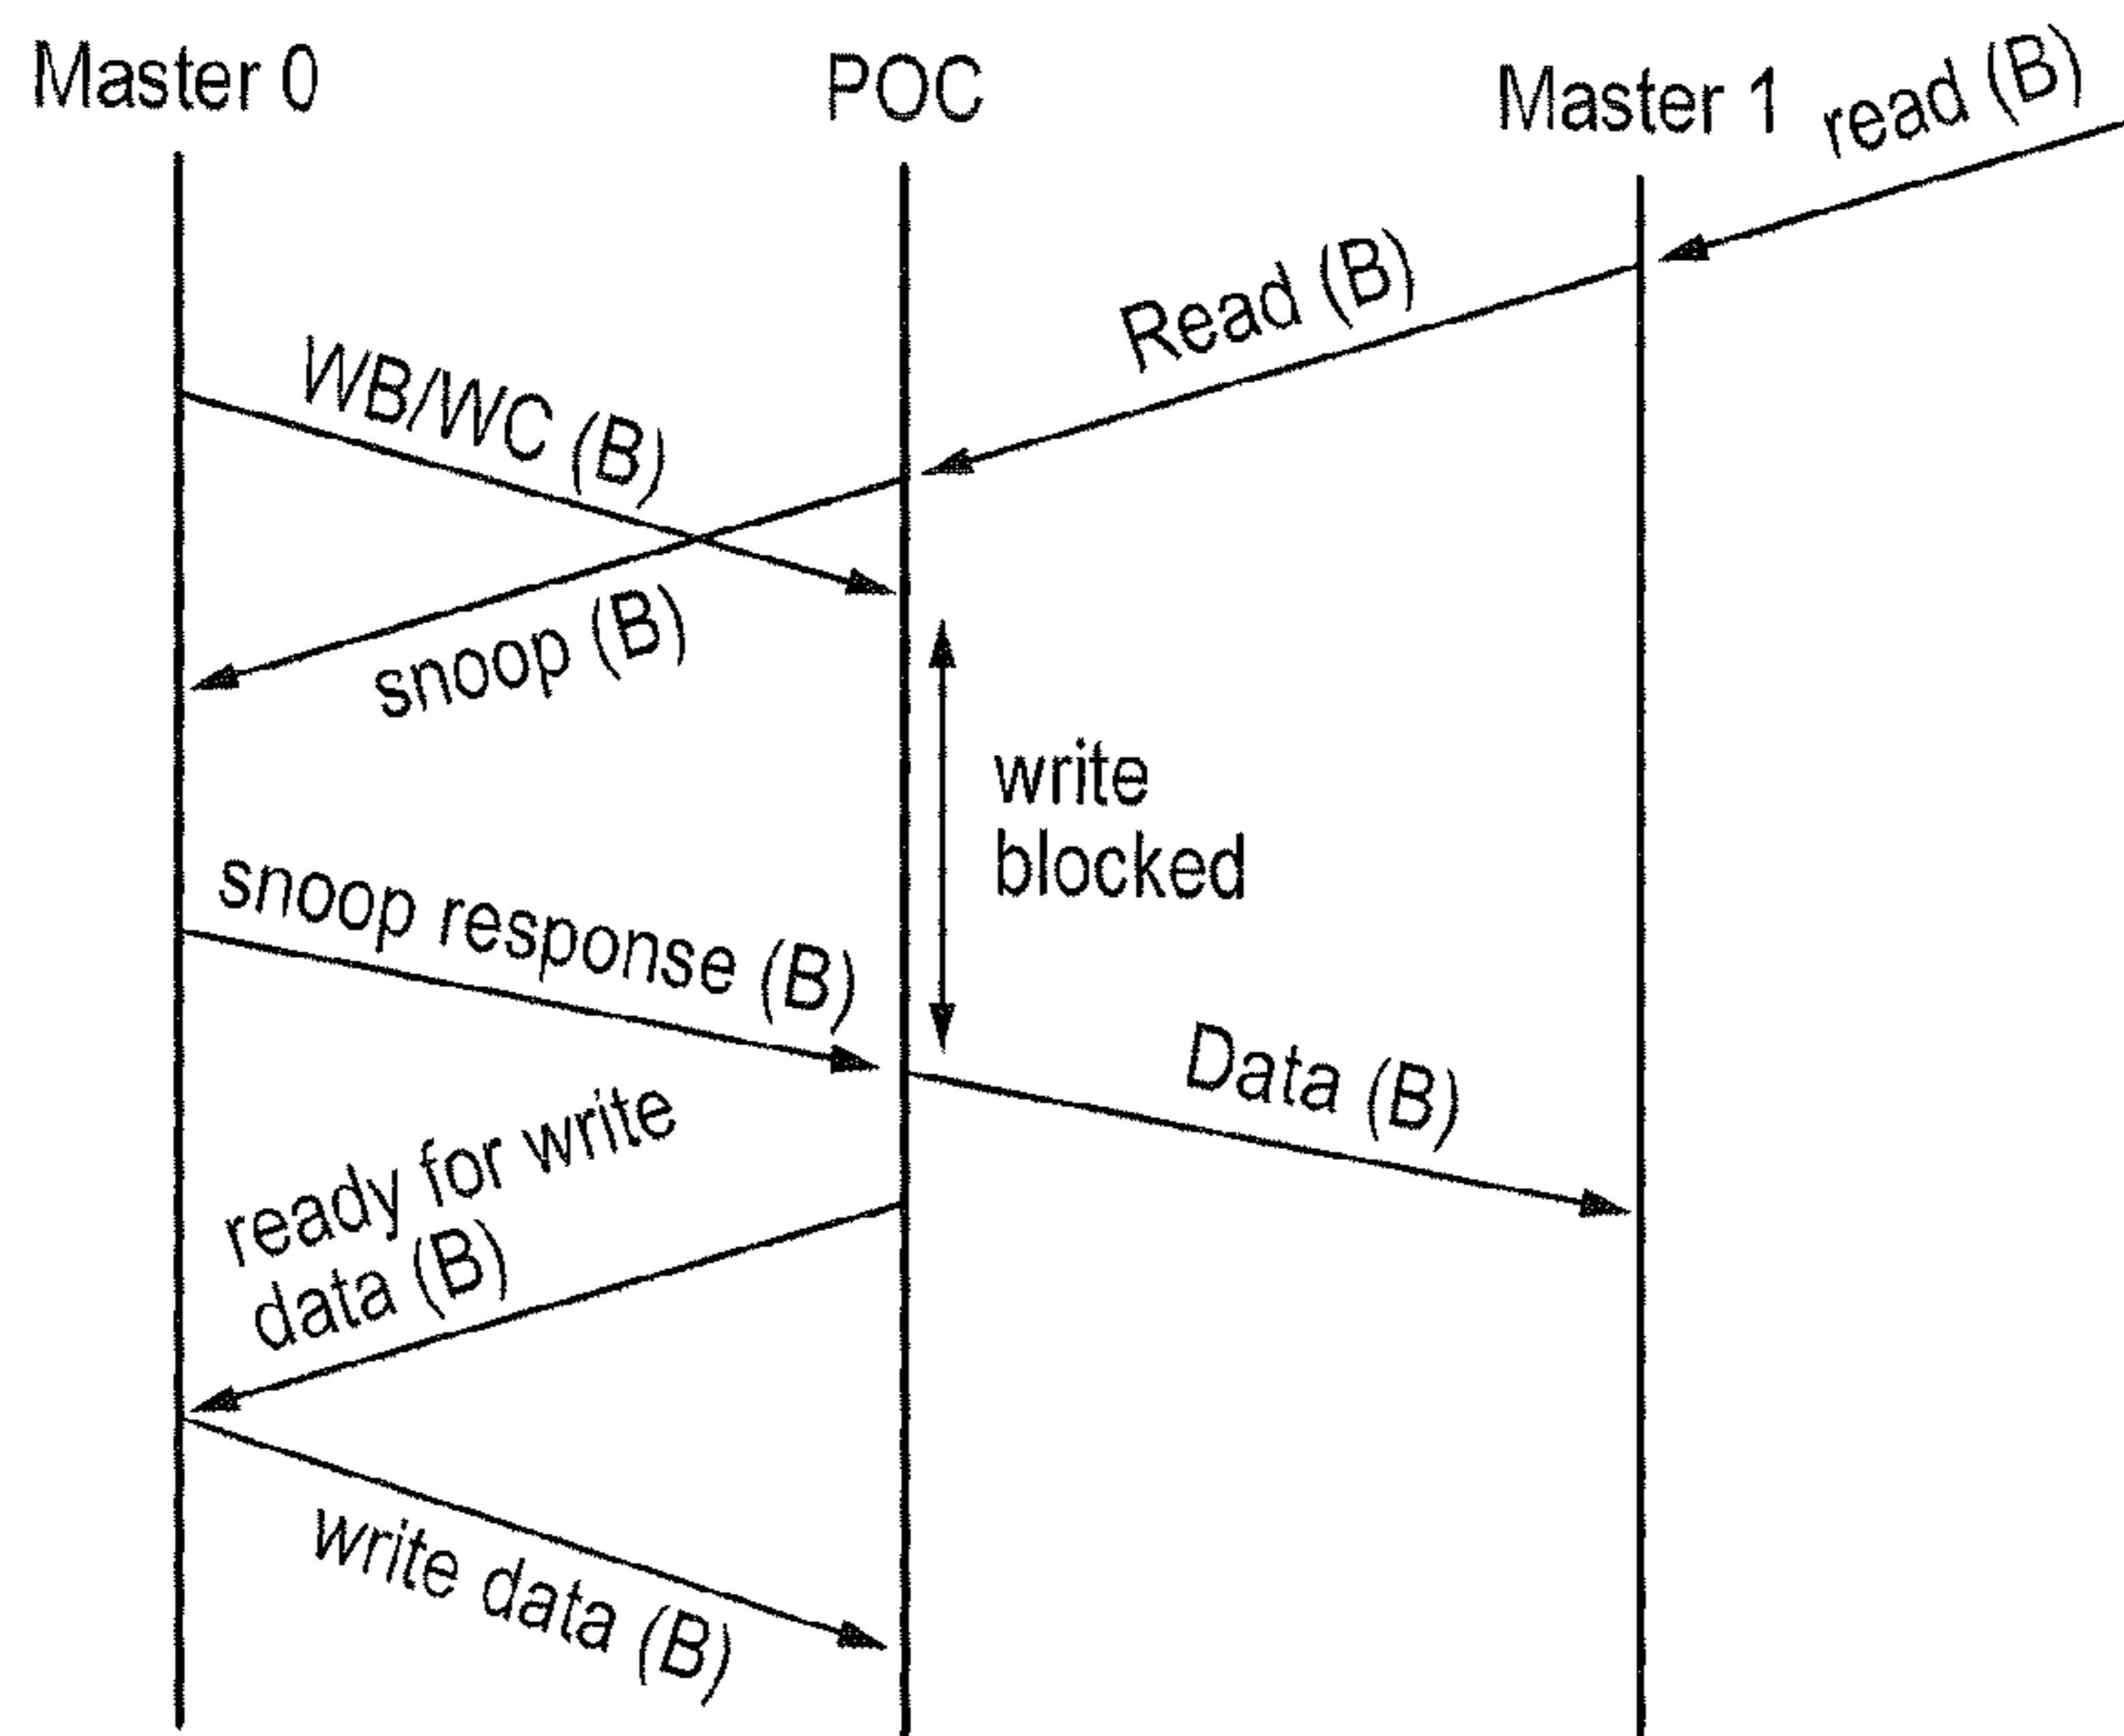 Master 0
POC
Master 1
read (B)
Read (B)
WB/WC (B)
snoop (B)
write
blocked
snoop response (B)
Data (B)
ready for write
data (B)
write data (B)